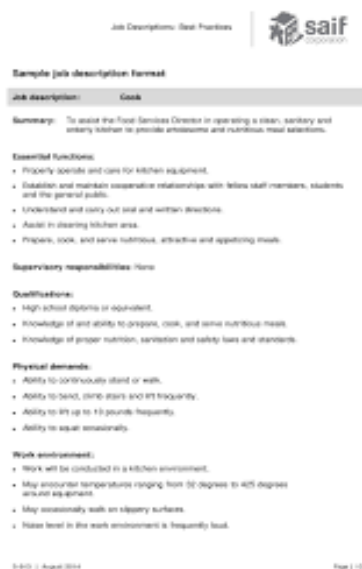 Job Descriptions: Best Practices
saif
corporation
Sample job description format
Job description: Cook
Summary: To assist the Food Services Director in operating a clean, sanitary and
orderly kitchen to provide wholesome and nutritious meal selections.
Essential functions:
• Properly operate and care for kitchen equipment.
• Establish and maintain cooperative relationships with fellow staff members, students
and the general public.
• Understand and carry out oral and written directions.
• Assist in cleaning kitchen area.
• Prepare, cook, and serve nutritious, attractive and appetizing meals.
Supervisory responsibilities: None
Qualifications:
• High school diploma or equivalent.
• Knowledge of and ability to prepare, cook, and serve nutritious meals.
• Knowledge of proper nutrition, sanitation and safety laws and standards.
Physical demands:
• Ability to continuously stand or walk.
• Ability to bend, climb stairs and lift frequently.
• Ability to lift up to pounds frequently.
• Ability to squat occasionally.
Work environment:
• Work will be conducted in a kitchen environment.
• May encounter temperatures ranging from 32 degrees to 425 degrees
around equipment.
• May occasionally walk on slippery surfaces.
• Noise level in the work environment is frequently loud.
| August 2014
Page 1